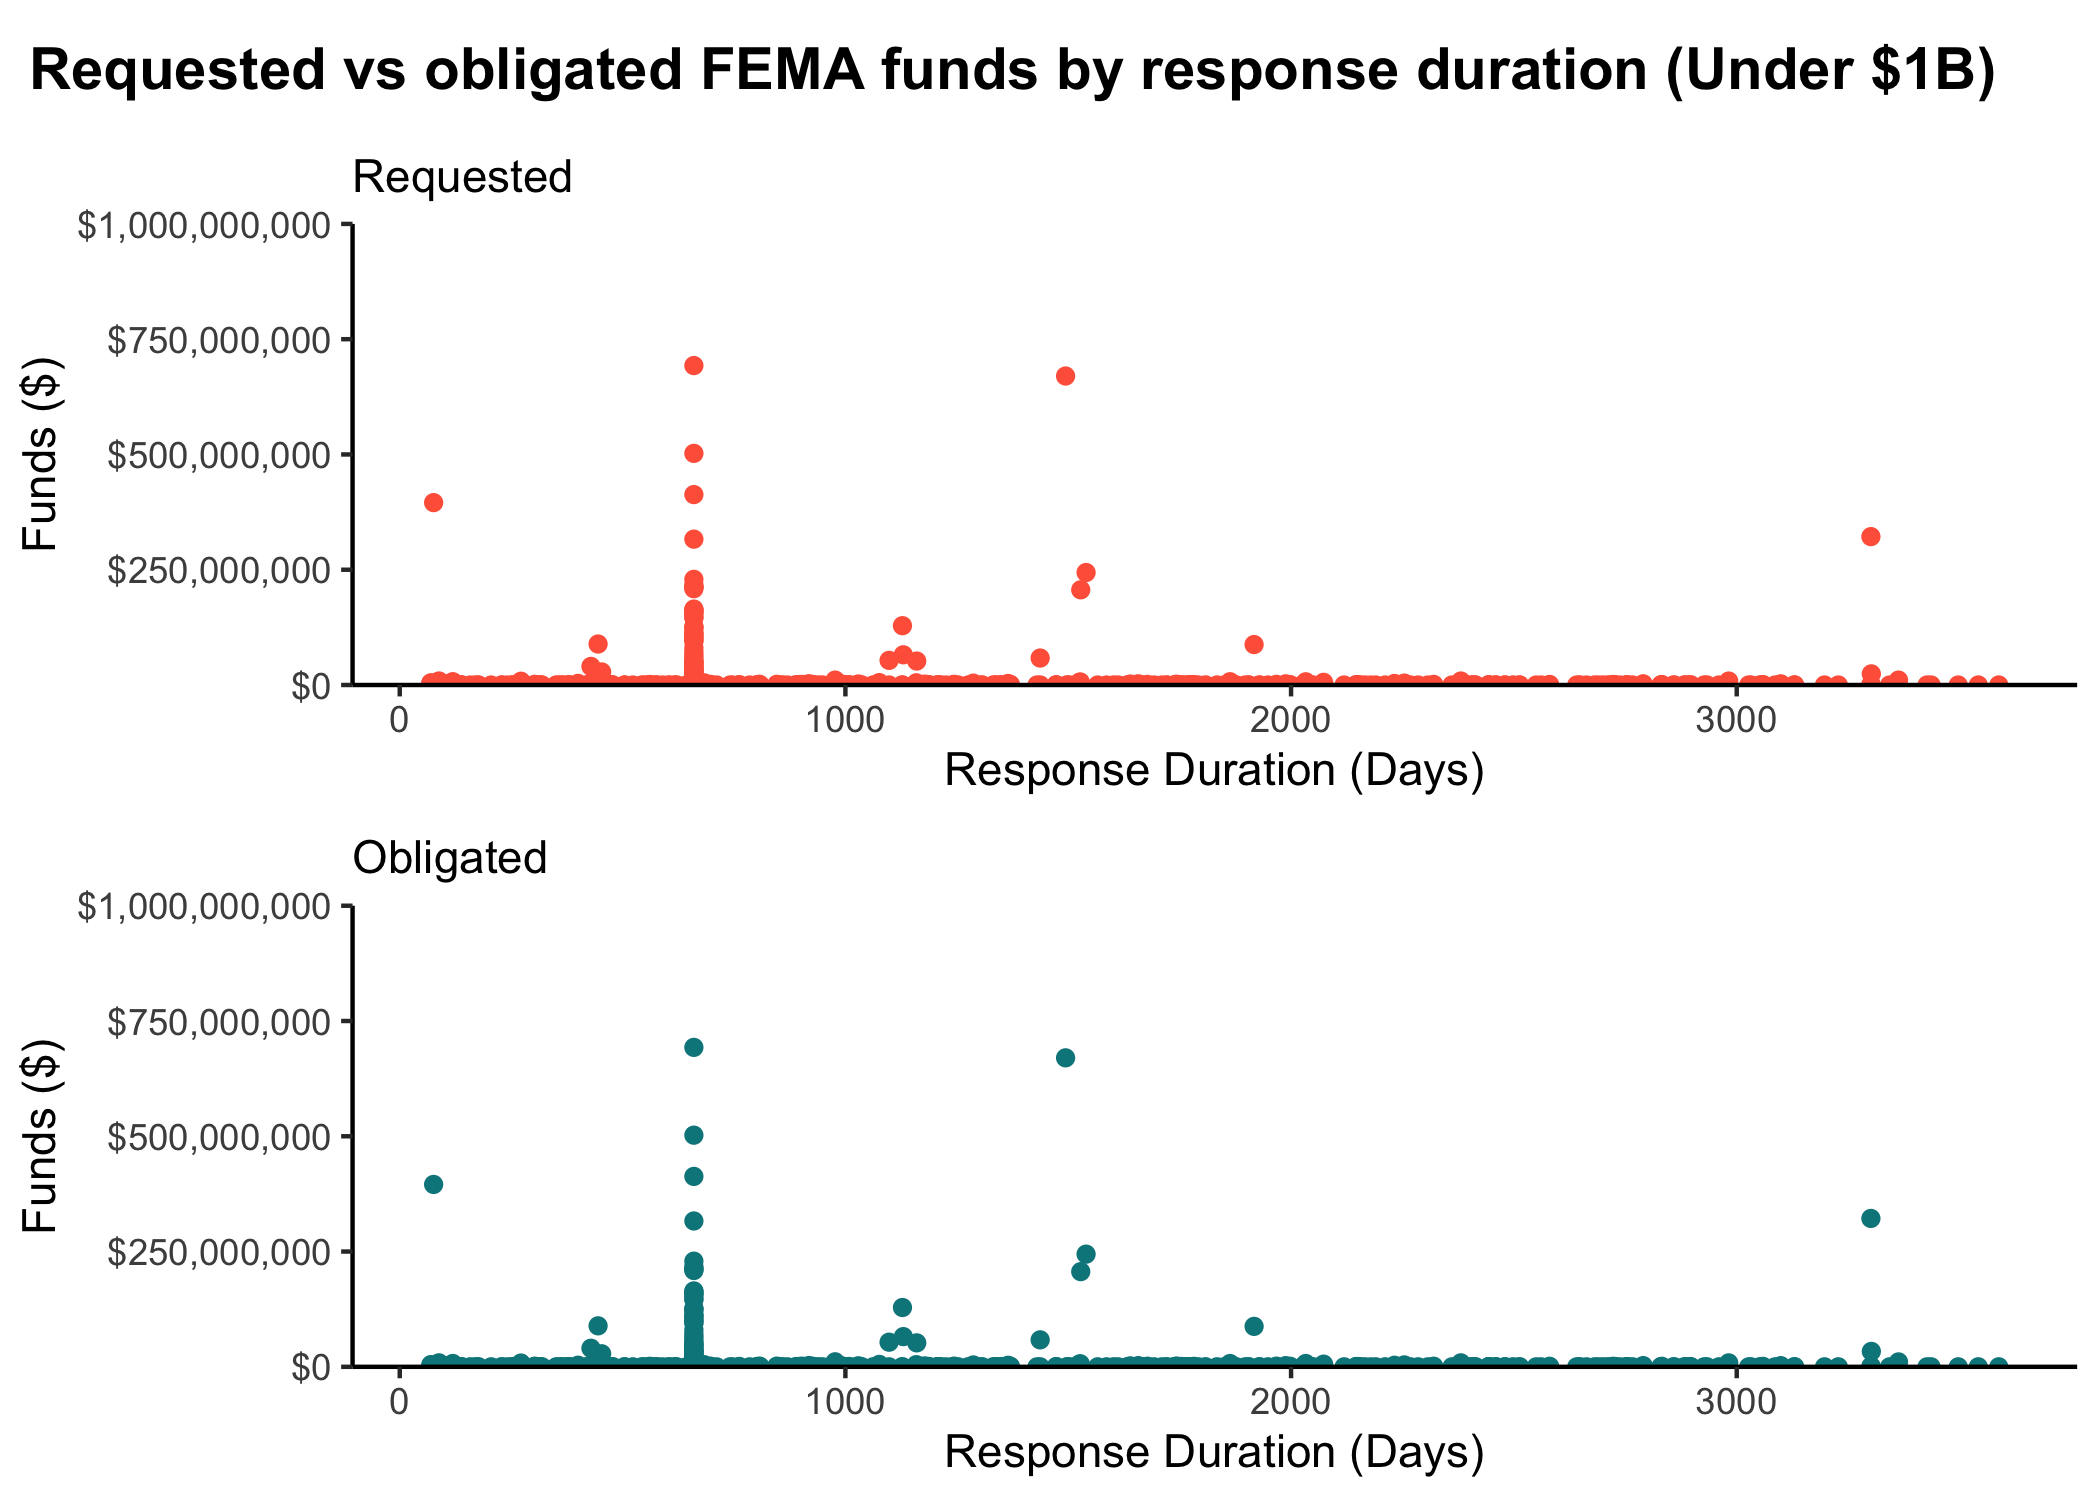 Requested vs obligated FEMA funds by response duration (Under $1B)
Requested
$1,000,000,000
$750,000,000
$500,000,000
$250,000,000
$0
Funds ($)
0 1000 2000 3000
Response Duration (Days)
Obligated
$1,000,000,000
$750,000,000
$500,000,000
$250,000,000
$0
Funds ($)
0 1000 2000 3000
Response Duration (Days)